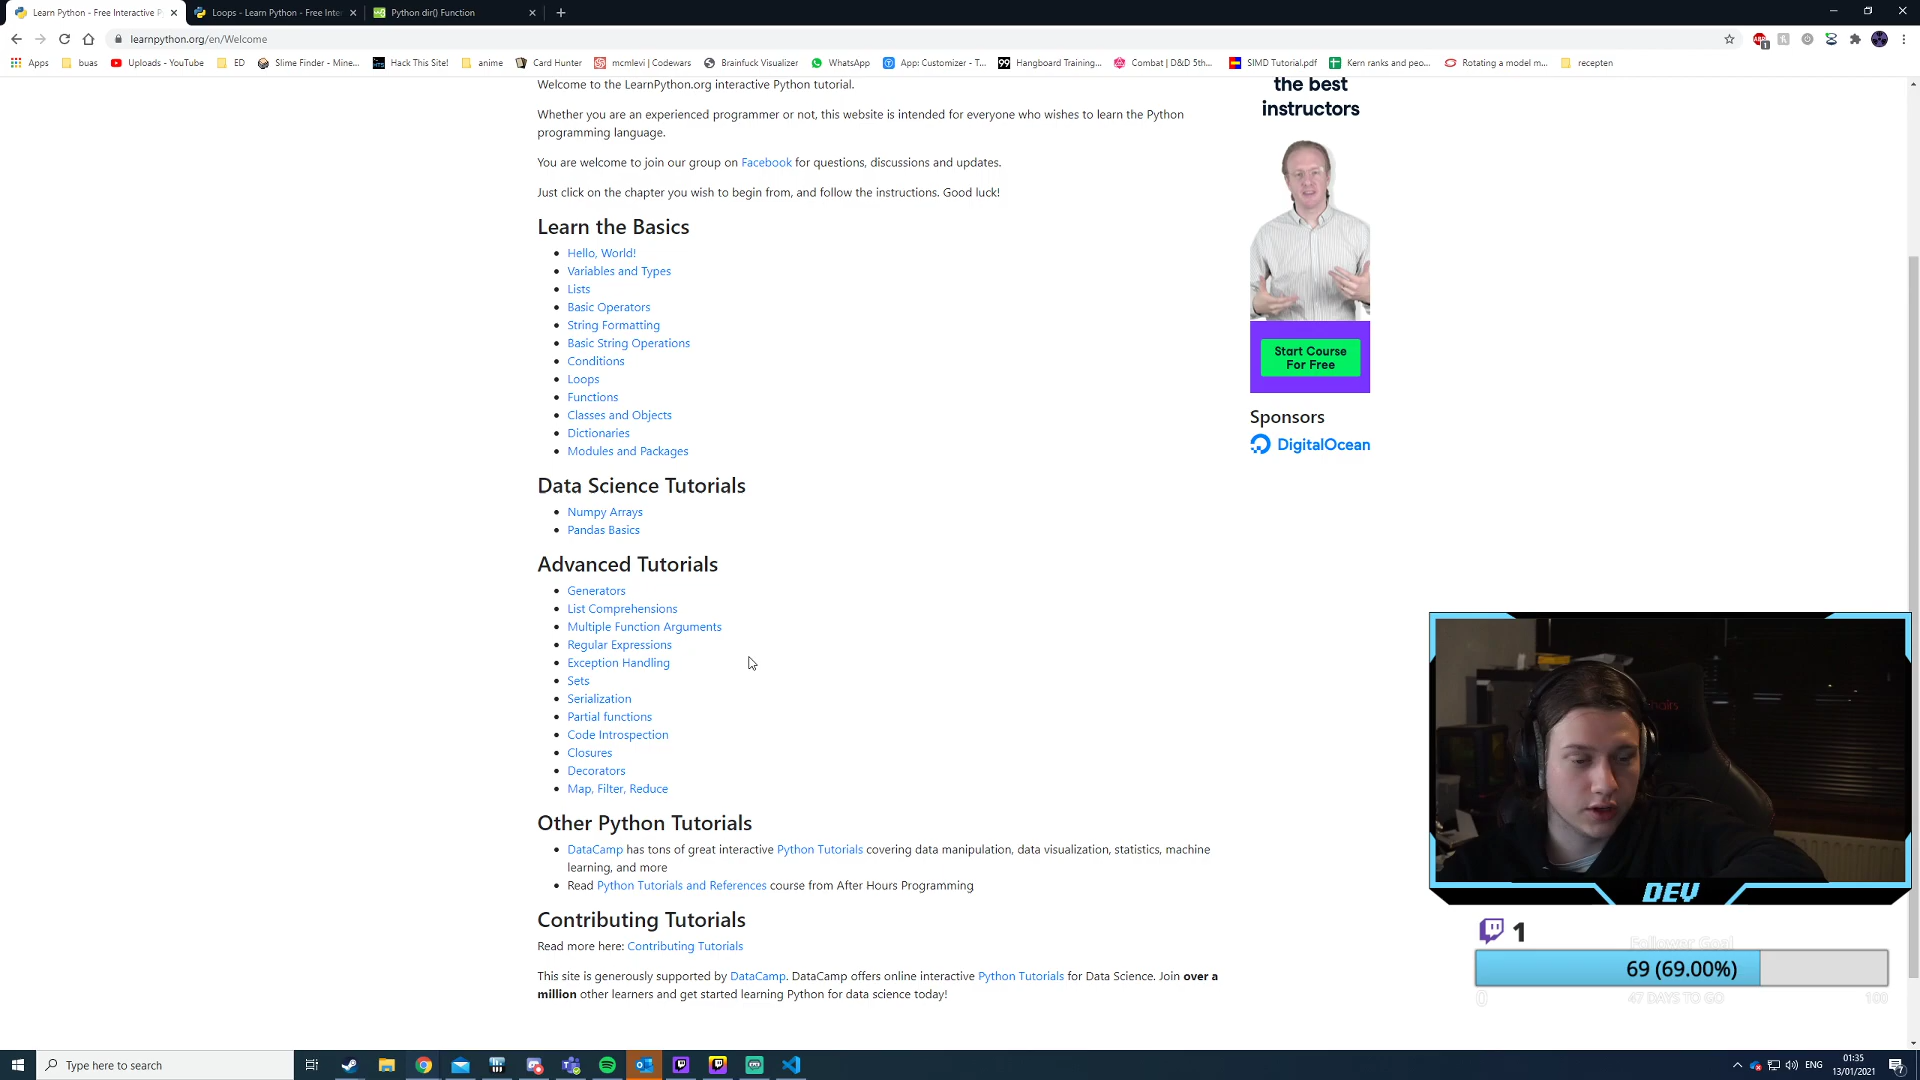 Learn Python - Free Interactive P
Loops - Learn Python - Free Inte
Python dir() Function
learnpython.org/en/Welcome
Apps
buas
Uploads - YouTube
ED
Slime Finder - Mine...
Hack This Site!
anime
Card Hunter
mcmlevi | Codewars
Brainfuck Visualizer
WhatsApp
App: Customizer - T...
Hangboard Training...
Combat | D&D 5th...
SIMD Tutorial.pdf
Kern ranks and peo...
Rotating a model m...
recepten
Welcome to the LearnPython.org interactive Python tutorial.
Whether you are an experienced programmer or not, this website is intended for everyone who wishes to learn the Python
programming language.
You are welcome to join our group on Facebook for questions, discussions and updates.
Just click on the chapter you wish to begin from, and follow the instructions. Good luck!
Learn the Basics
Hello, World!
Variables and Types
Lists
Basic Operators
String Formatting
Basic String Operations
Conditions
Loops
Functions
Classes and Objects
Dictionaries
Modules and Packages
Data Science Tutorials
Numpy Arrays
Pandas Basics
Advanced Tutorials
Generators
List Comprehensions
Multiple Function Arguments
Regular Expressions
Exception Handling
Sets
Serialization
Partial functions
Code Introspection
Closures
Decorators
Map, Filter, Reduce
Other Python Tutorials
DataCamp has tons of great interactive Python Tutorials covering data manipulation, data visualization, statistics, machine
learning, and more
Read Python Tutorials and References course from After Hours Programming
Contributing Tutorials
Read more here: Contributing Tutorials
This site is generously supported by DataCamp. DataCamp offers online interactive Python Tutorials for Data Science. Join over a
million other learners and get started learning Python for data science today!
the best
instructors
Start Course
For Free
Sponsors
DigitalOcean
hairs
DEV
1
Follower Goal
69 (69.00%)
0
47 DAYS TO GO
100
Type here to search
ENG
01:35
13/01/2021